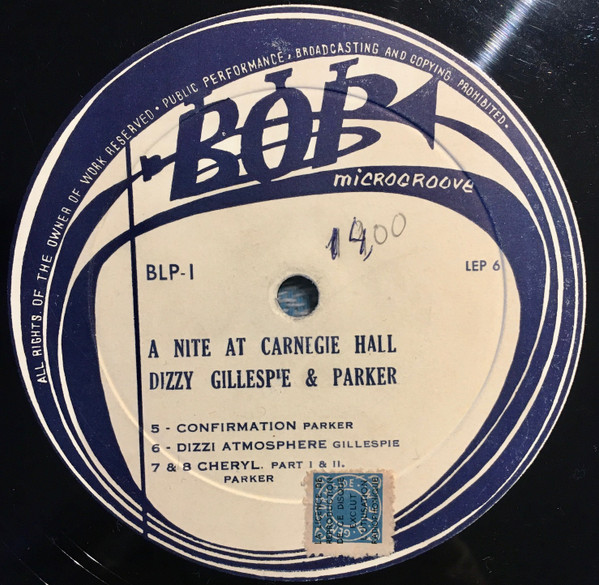 ALL RIGHTS OF THE OWNER OF WORK RESERVED • PUBLIC PERFORMANCE, BROADCASTING AND COPYING PROHIBITED.
BOP
MICROGROOVE
14,00
BLP-1
LEP 6
A NITE AT CARNEGIE HALL
DIZZY GILLESPIE & PARKER
5 - CONFIRMATION PARKER
6 - DIZZI ATMOSPHERE GILLESPIE
7 & 8 CHERYL. PART I & II.
PARKER